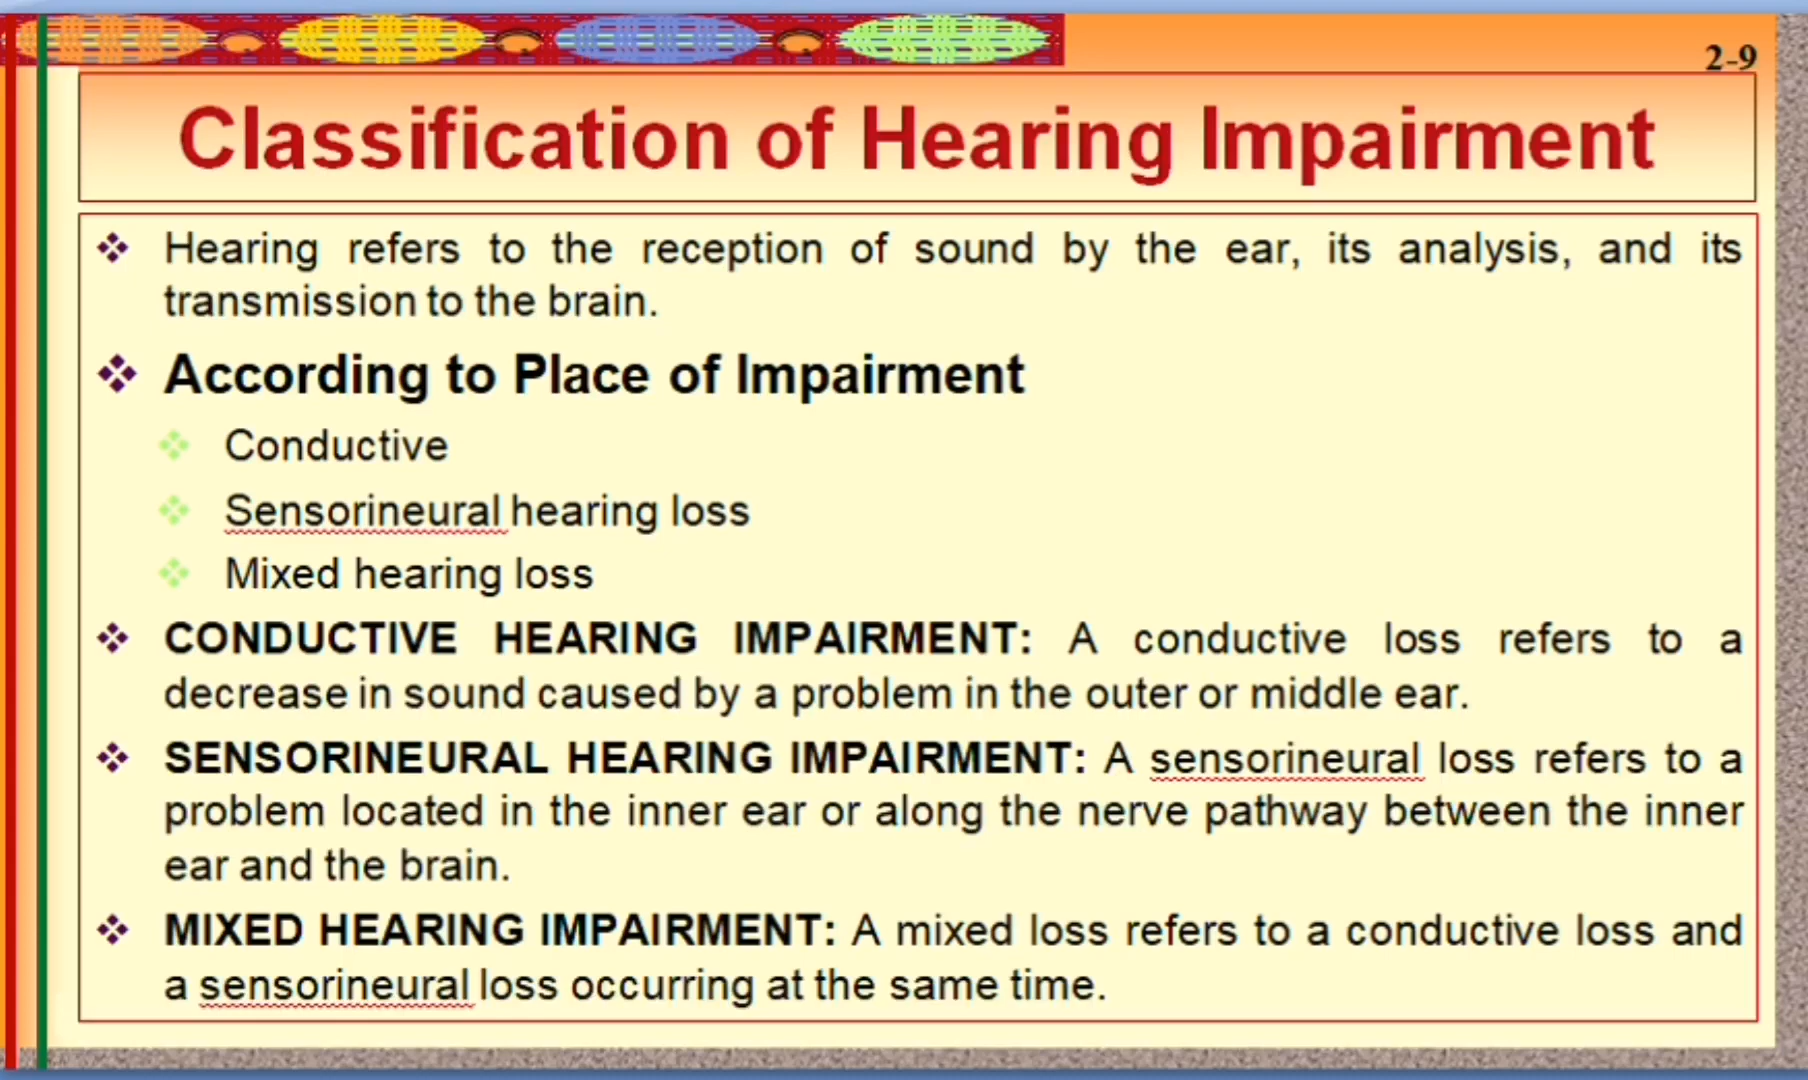 2-9
Classification of Hearing Impairment
Hearing refers to the reception of sound by the ear, its analysis, and its
transmission to the brain.
According to Place of Impairment
Conductive
Sensorineural hearing loss
Mixed hearing loss
CONDUCTIVE HEARING IMPAIRMENT: A conductive loss refers to a
decrease in sound caused by a problem in the outer or middle ear.
SENSORINEURAL HEARING IMPAIRMENT: A sensorineural loss refers to a
problem located in the inner ear or along the nerve pathway between the inner
ear and the brain.
MIXED HEARING IMPAIRMENT: A mixed loss refers to a conductive loss and
a sensorineural loss occurring at the same time.